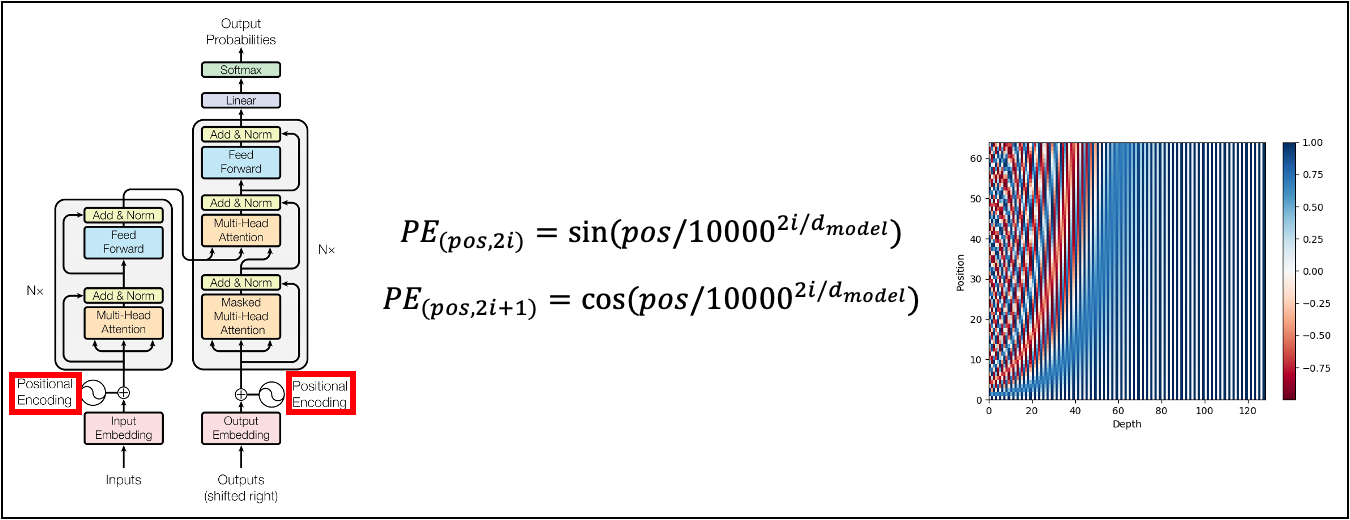 Output
Probabilities
Softmax
Linear
Add & Norm
Feed
Forward
Add & Norm
Multi-Head
Attention
Add & Norm
Masked
Multi-Head
Attention
N×
Add & Norm
Feed
Forward
Add & Norm
Multi-Head
Attention
N×
Positional
Encoding
Positional
Encoding
Input
Embedding
Output
Embedding
Inputs
Outputs
(shifted right)
PE(pos,2i) = sin(pos/10000^2i/dmodel)
PE(pos,2i+1) = cos(pos/10000^2i/dmodel)
Position
60
50
40
30
20
10
0
0 20 40 60 80 100 120
Depth
1.00
0.75
0.50
0.25
0.00
−0.25
−0.50
−0.75